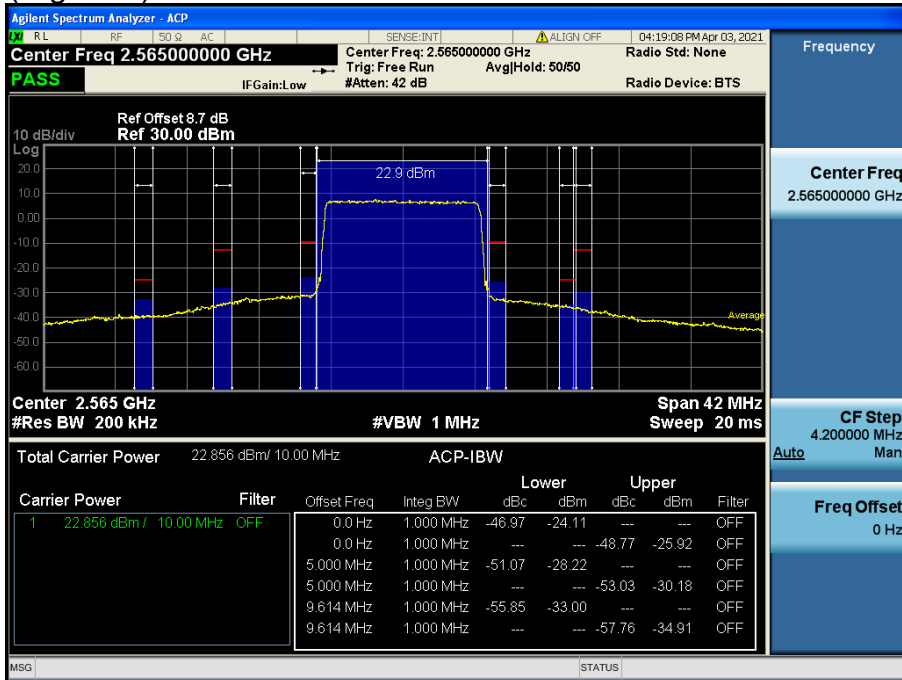 Agilent Spectrum Analyzer - ACP
LXI RL RF 50 Ω AC SENSE:INT ALIGN OFF 04:19:08 PM Apr 03, 2021
Center Freq 2.565000000 GHz
Center Freq: 2.565000000 GHz
Radio Std: None
Trig: Free Run Avg|Hold: 50/50
PASS
IFGain:Low #Atten: 42 dB Radio Device: BTS
Frequency
Ref Offset 8.7 dB
10 dB/div Ref 30.00 dBm
Log
20.0
10.0
0.00
-10.0
-20.0
-30.0
-40.0
-50.0
-60.0
22.9 dBm
Average
Center Freq
2.565000000 GHz
Center 2.565 GHz Span 42 MHz
#Res BW 200 kHz #VBW 1 MHz Sweep 20 ms
CF Step
4.200000 MHz
Auto Man
Freq Offset
0 Hz
Total Carrier Power 22.856 dBm/ 10.00 MHz ACP-IBW
Lower Upper
Carrier Power Filter Offset Freq Integ BW dBc dBm dBc dBm Filter
1 22.856 dBm / 10.00 MHz OFF
0.0 Hz 1.000 MHz -46.97 -24.11 --- --- OFF
0.0 Hz 1.000 MHz --- --- -48.77 -25.92 OFF
5.000 MHz 1.000 MHz -51.07 -28.22 --- --- OFF
5.000 MHz 1.000 MHz --- --- -53.03 -30.18 OFF
9.614 MHz 1.000 MHz -55.85 -33.00 --- --- OFF
9.614 MHz 1.000 MHz --- --- -57.76 -34.91 OFF
MSG STATUS